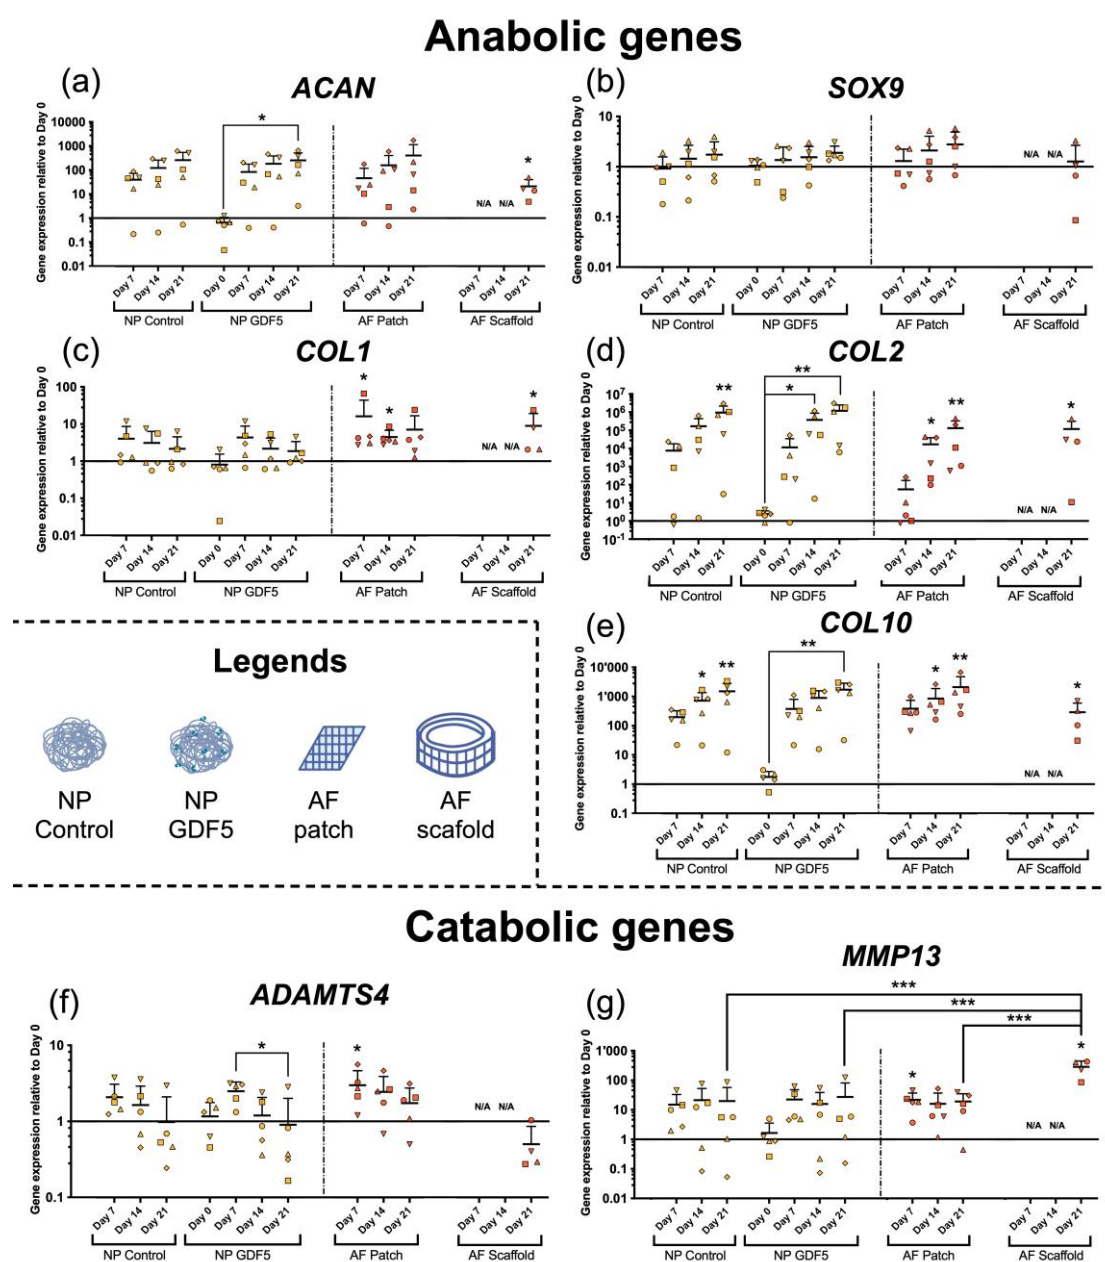 Anabolic genes
(a)
ACAN
Gene expression relative to Day 0
10000
1000
100
10
1
0.1
0.01
*
*
N/A N/A
Day 7 Day 14 Day 21 Day 0 Day 7 Day 14 Day 21 Day 7 Day 14 Day 21 Day 7 Day 14 Day 21
NP Control NP GDF5 AF Patch AF Scaffold
(b)
SOX9
Gene expression relative to Day 0
10
1
0.1
0.01
N/A N/A
Day 7 Day 14 Day 21 Day 0 Day 7 Day 14 Day 21 Day 7 Day 14 Day 21 Day 7 Day 14 Day 21
NP Control NP GDF5 AF Patch AF Scaffold
(c)
COL1
Gene expression relative to Day 0
100
10
1
0.1
0.01
* * *
N/A N/A
Day 7 Day 14 Day 21 Day 0 Day 7 Day 14 Day 21 Day 7 Day 14 Day 21 Day 7 Day 14 Day 21
NP Control NP GDF5 AF Patch AF Scaffold
(d)
COL2
Gene expression relative to Day 0
10⁷
10⁶
10⁵
10⁴
10³
10²
10¹
10⁰
10⁻¹
**
**
*
* ** *
N/A N/A
Day 7 Day 14 Day 21 Day 0 Day 7 Day 14 Day 21 Day 7 Day 14 Day 21 Day 7 Day 14 Day 21
NP Control NP GDF5 AF Patch AF Scaffold
Legends
NP Control
NP GDF5
AF patch
AF scafold
(e)
COL10
Gene expression relative to Day 0
10'000
1'000
100
10
1
0.1
* ** ** * ** *
N/A N/A
Day 7 Day 14 Day 21 Day 0 Day 7 Day 14 Day 21 Day 7 Day 14 Day 21 Day 7 Day 14 Day 21
NP Control NP GDF5 AF Patch AF Scaffold
Catabolic genes
(f)
ADAMTS4
Gene expression relative to Day 0
10
1
0.1
* *
N/A N/A
Day 7 Day 14 Day 21 Day 0 Day 7 Day 14 Day 21 Day 7 Day 14 Day 21 Day 7 Day 14 Day 21
NP Control NP GDF5 AF Patch AF Scaffold
(g)
MMP13
Gene expression relative to Day 0
1'000
100
10
1
0.1
0.01
***
***
***
* *
N/A N/A
Day 7 Day 14 Day 21 Day 0 Day 7 Day 14 Day 21 Day 7 Day 14 Day 21 Day 7 Day 14 Day 21
NP Control NP GDF5 AF Patch AF Scaffold